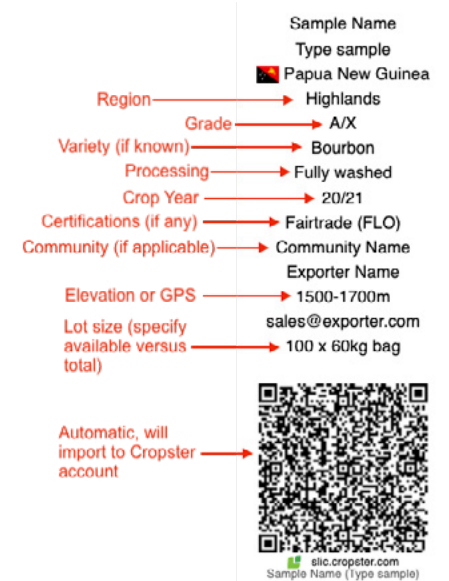 Sample Name
Type sample
Papua New Guinea
Region Highlands
Grade A/X
Variety (if known) Bourbon
Processing Fully washed
Crop Year 20/21
Certifications (if any) Fairtrade (FLO)
Community (if applicable) Community Name
Exporter Name
Elevation or GPS 1500-1700m
sales@exporter.com
Lot size (specify
available versus 100 x 60kg bag
total)
Automatic, will
import to Cropster
account
slic.cropster.com
Sample Name (Type sample)